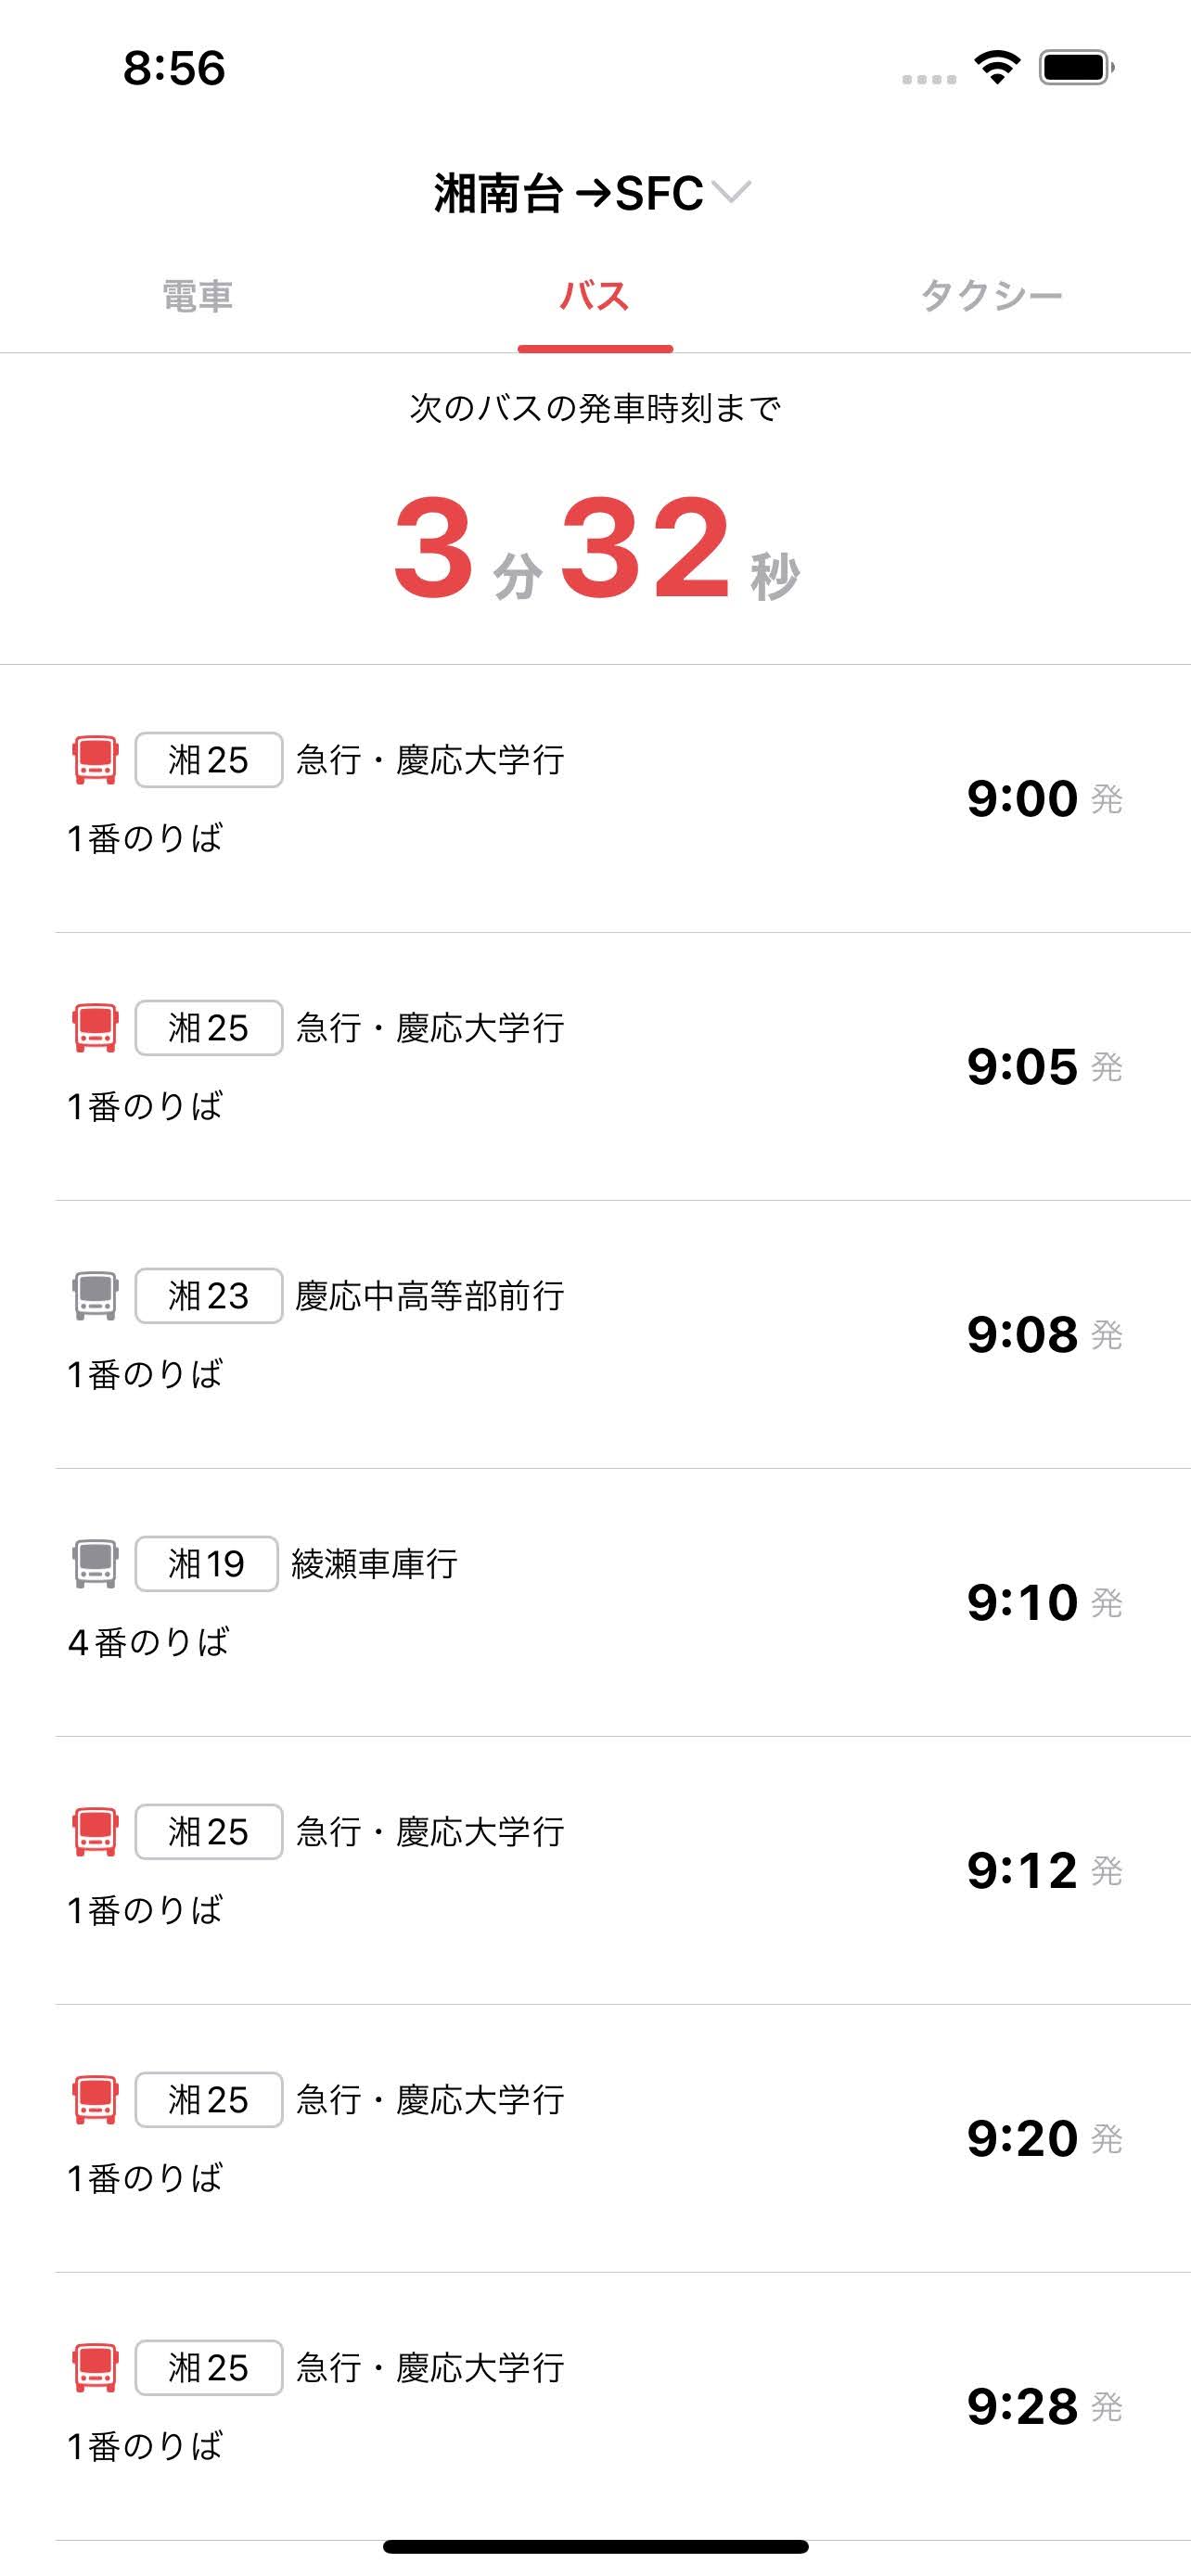 8:56
湘南台→SFC
電車 バス タクシー
次のバスの発車時刻まで
3分32秒
湘25 急行・慶応大学行
9:00 発
1番のりば
湘25 急行・慶応大学行
9:05 発
1番のりば
湘23 慶応中高等部前行
9:08 発
1番のりば
湘19 綾瀬車庫行
9:10 発
4番のりば
湘25 急行・慶応大学行
9:12 発
1番のりば
湘25 急行・慶応大学行
9:20 発
1番のりば
湘25 急行・慶応大学行
9:28 発
1番のりば